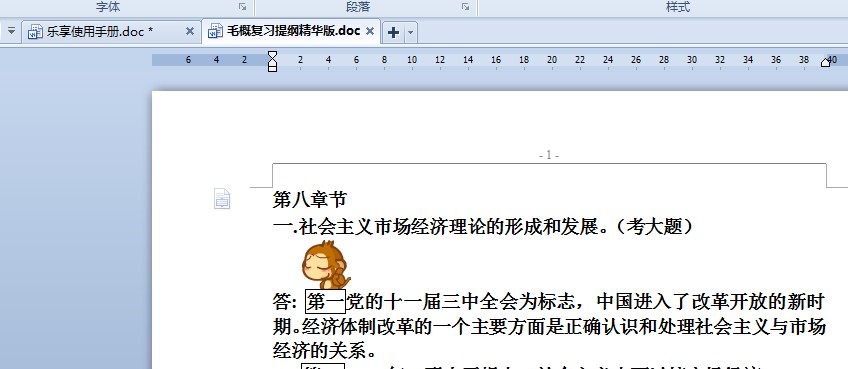 字体 段落 样式
乐享使用手册.doc * 毛概复习提纲精华版.doc
6 4 2 2 4 6 8 10 12 14 16 18 20 22 24 26 28 30 32 34 36 38 40
- 1 -
第八章节
一.社会主义市场经济理论的形成和发展。（考大题）
答: 第一党的十一届三中全会为标志，中国进入了改革开放的新时
期。经济体制改革的一个主要方面是正确认识和处理社会主义与市场
经济的关系。